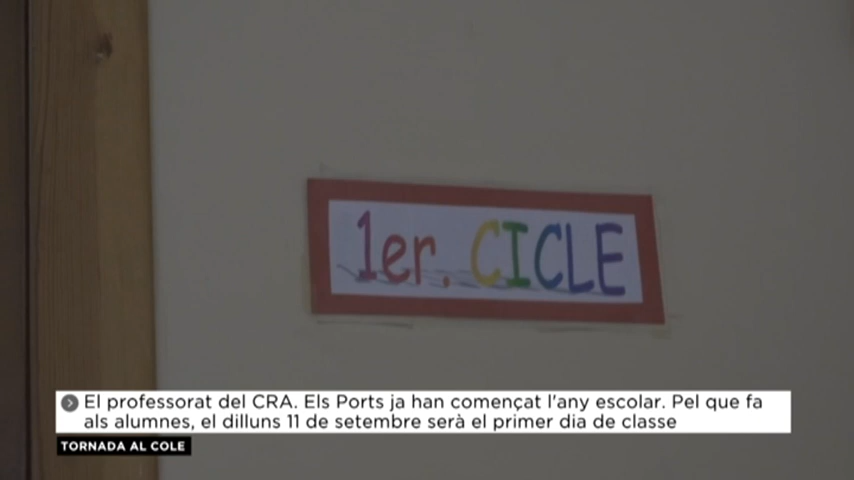 1er. CICLE
El professorat del CRA. Els Ports ja han començat l'any escolar. Pel que fa
als alumnes, el dilluns 11 de setembre serà el primer dia de classe
TORNADA AL COLE